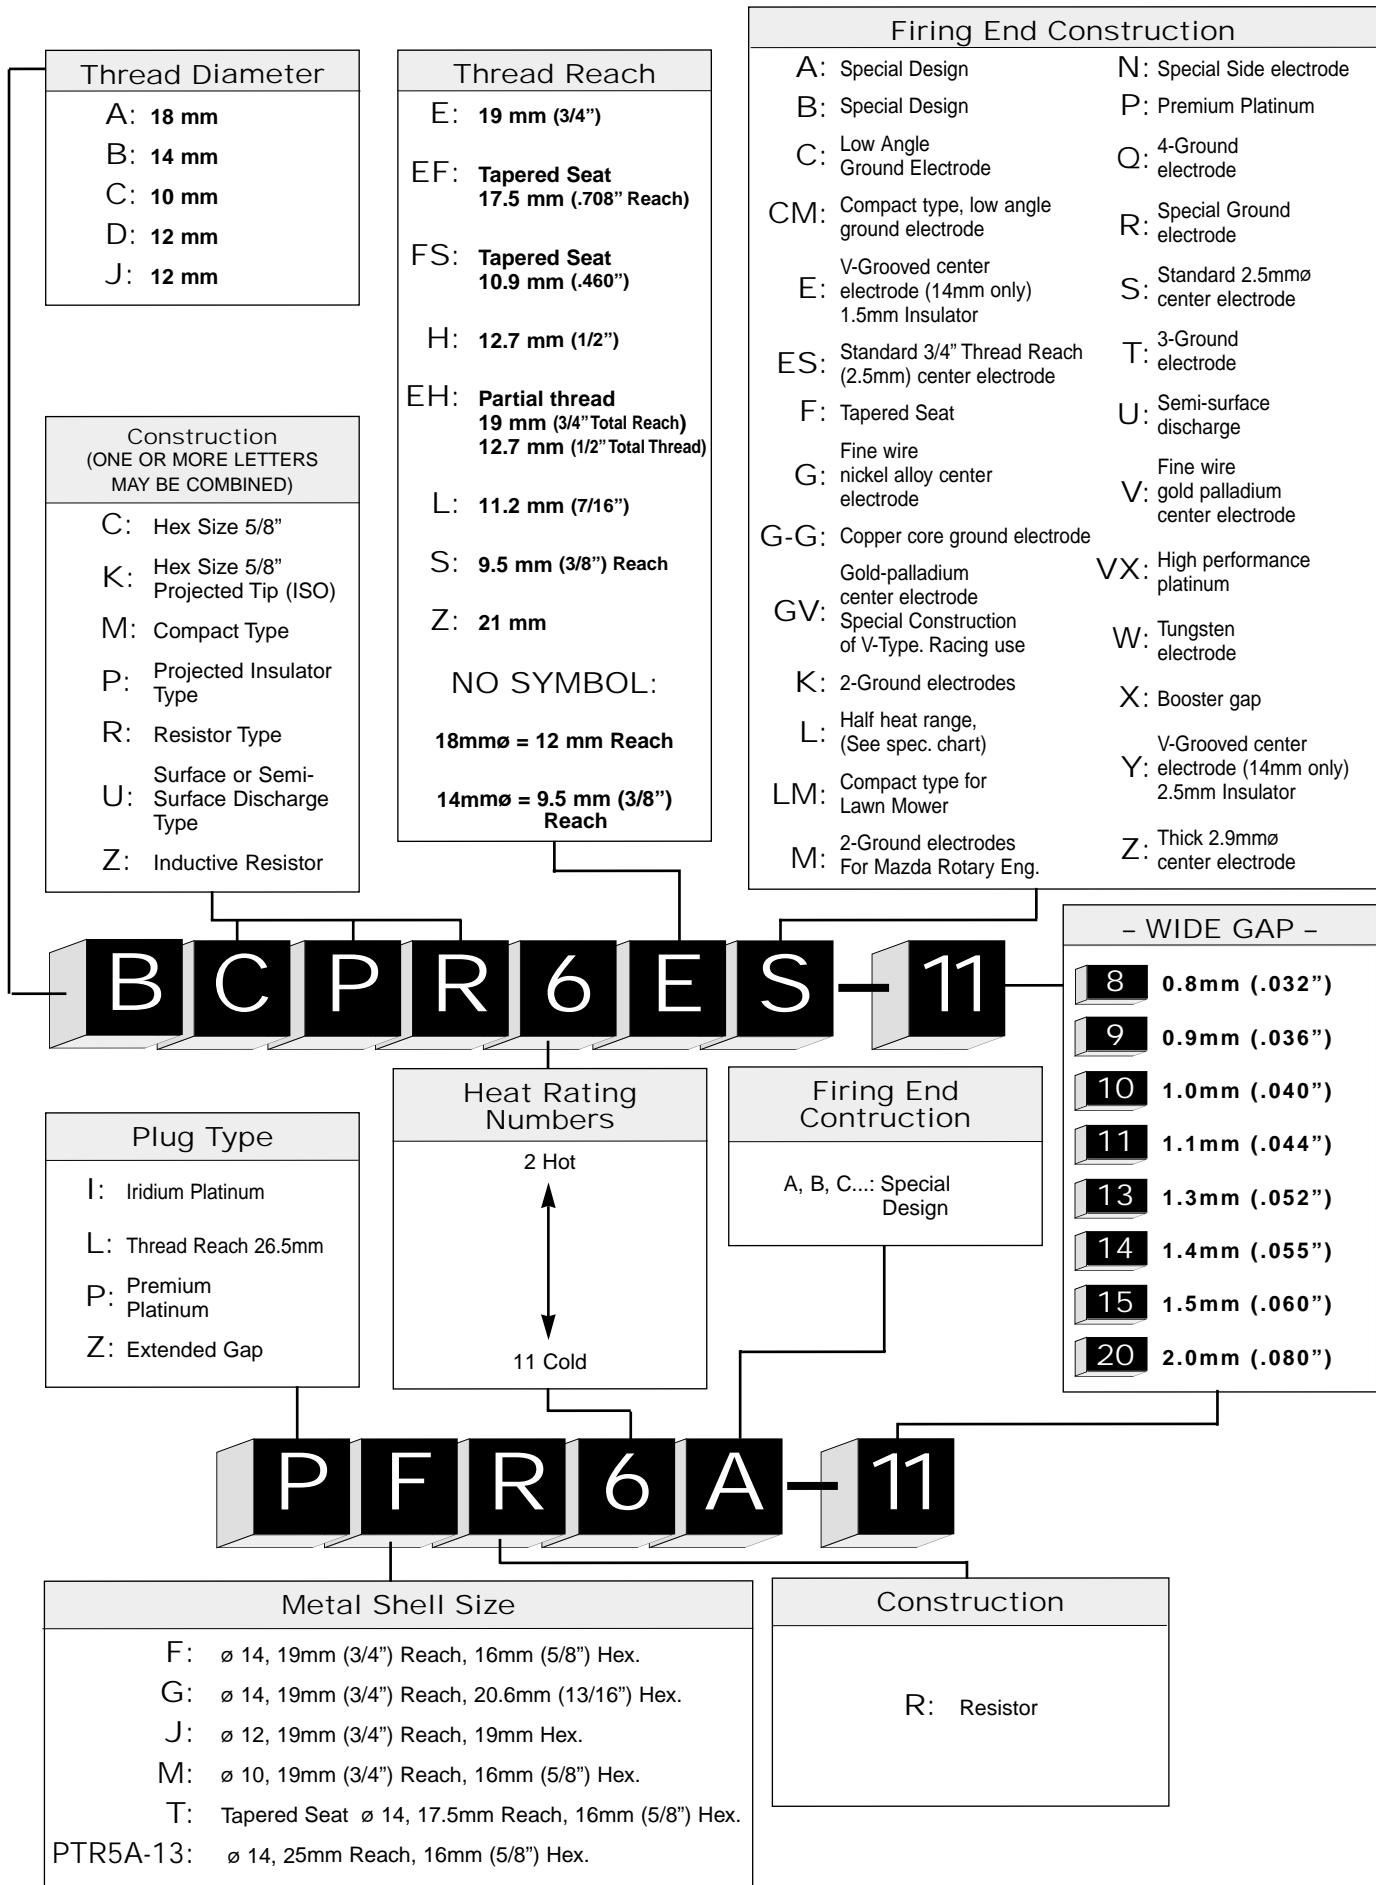 Thread Diameter
A: 18 mm
B: 14 mm
C: 10 mm
D: 12 mm
J: 12 mm
Construction
(ONE OR MORE LETTERS
MAY BE COMBINED)
C: Hex Size 5/8”
K: Hex Size 5/8”
Projected Tip (ISO)
M: Compact Type
P: Projected Insulator
Type
R: Resistor Type
U: Surface or Semi-
Surface Discharge
Type
Z: Inductive Resistor
Thread Reach
E: 19 mm (3/4”)
EF: Tapered Seat
17.5 mm (.708” Reach)
FS: Tapered Seat
10.9 mm (.460”)
H: 12.7 mm (1/2”)
EH: Partial thread
19 mm (3/4” Total Reach)
12.7 mm (1/2” Total Thread)
L: 11.2 mm (7/16”)
S: 9.5 mm (3/8”) Reach
Z: 21 mm
NO SYMBOL:
18mmø = 12 mm Reach
14mmø = 9.5 mm (3/8”)
Reach
Firing End Construction
A: Special Design
B: Special Design
C: Low Angle
Ground Electrode
CM: Compact type, low angle
ground electrode
E: V-Grooved center
electrode (14mm only)
1.5mm Insulator
ES: Standard 3/4” Thread Reach
(2.5mm) center electrode
F: Tapered Seat
G: Fine wire
nickel alloy center
electrode
G-G: Copper core ground electrode
GV: Gold-palladium
center electrode
Special Construction
of V-Type. Racing use
K: 2-Ground electrodes
L: Half heat range,
(See spec. chart)
LM: Compact type for
Lawn Mower
M: 2-Ground electrodes
For Mazda Rotary Eng.
N: Special Side electrode
P: Premium Platinum
Q: 4-Ground
electrode
R: Special Ground
electrode
S: Standard 2.5mmø
center electrode
T: 3-Ground
electrode
U: Semi-surface
discharge
V: Fine wire
gold palladium
center electrode
VX: High performance
platinum
W: Tungsten
electrode
X: Booster gap
Y: V-Grooved center
electrode (14mm only)
2.5mm Insulator
Z: Thick 2.9mmø
center electrode
B C P R 6 E S - 11
– WIDE GAP –
8 0.8mm (.032”)
9 0.9mm (.036”)
10 1.0mm (.040”)
11 1.1mm (.044”)
13 1.3mm (.052”)
14 1.4mm (.055”)
15 1.5mm (.060”)
20 2.0mm (.080”)
Plug Type
I: Iridium Platinum
L: Thread Reach 26.5mm
P: Premium
Platinum
Z: Extended Gap
Heat Rating
Numbers
2 Hot
11 Cold
Firing End
Contruction
A, B, C...: Special
Design
P F R 6 A - 11
Metal Shell Size
F: ø 14, 19mm (3/4”) Reach, 16mm (5/8”) Hex.
G: ø 14, 19mm (3/4”) Reach, 20.6mm (13/16”) Hex.
J: ø 12, 19mm (3/4”) Reach, 19mm Hex.
M: ø 10, 19mm (3/4”) Reach, 16mm (5/8”) Hex.
T: Tapered Seat ø 14, 17.5mm Reach, 16mm (5/8”) Hex.
PTR5A-13: ø 14, 25mm Reach, 16mm (5/8”) Hex.
Construction
R: Resistor